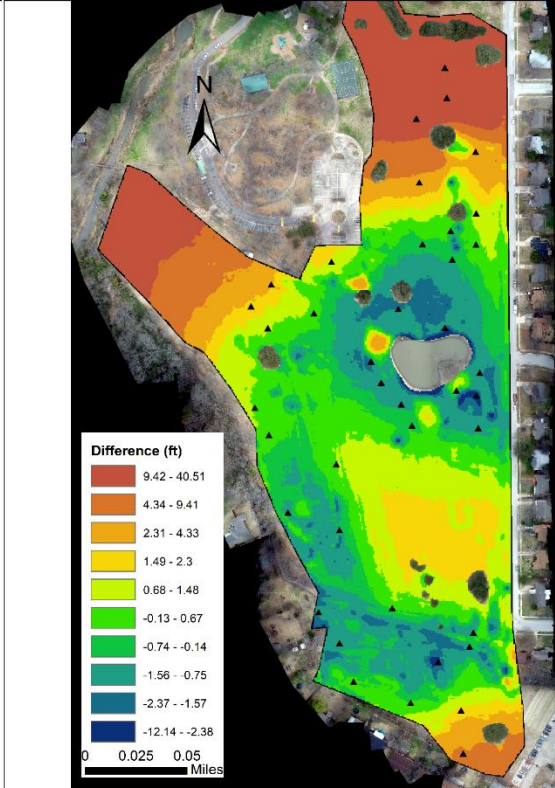 N
Difference (ft)
9.42 - 40.51
4.34 - 9.41
2.31 - 4.33
1.49 - 2.3
0.68 - 1.48
-0.13 - 0.67
-0.74 - -0.14
-1.56 - -0.75
-2.37 - -1.57
-12.14 - -2.38
0 0.025 0.05
Miles